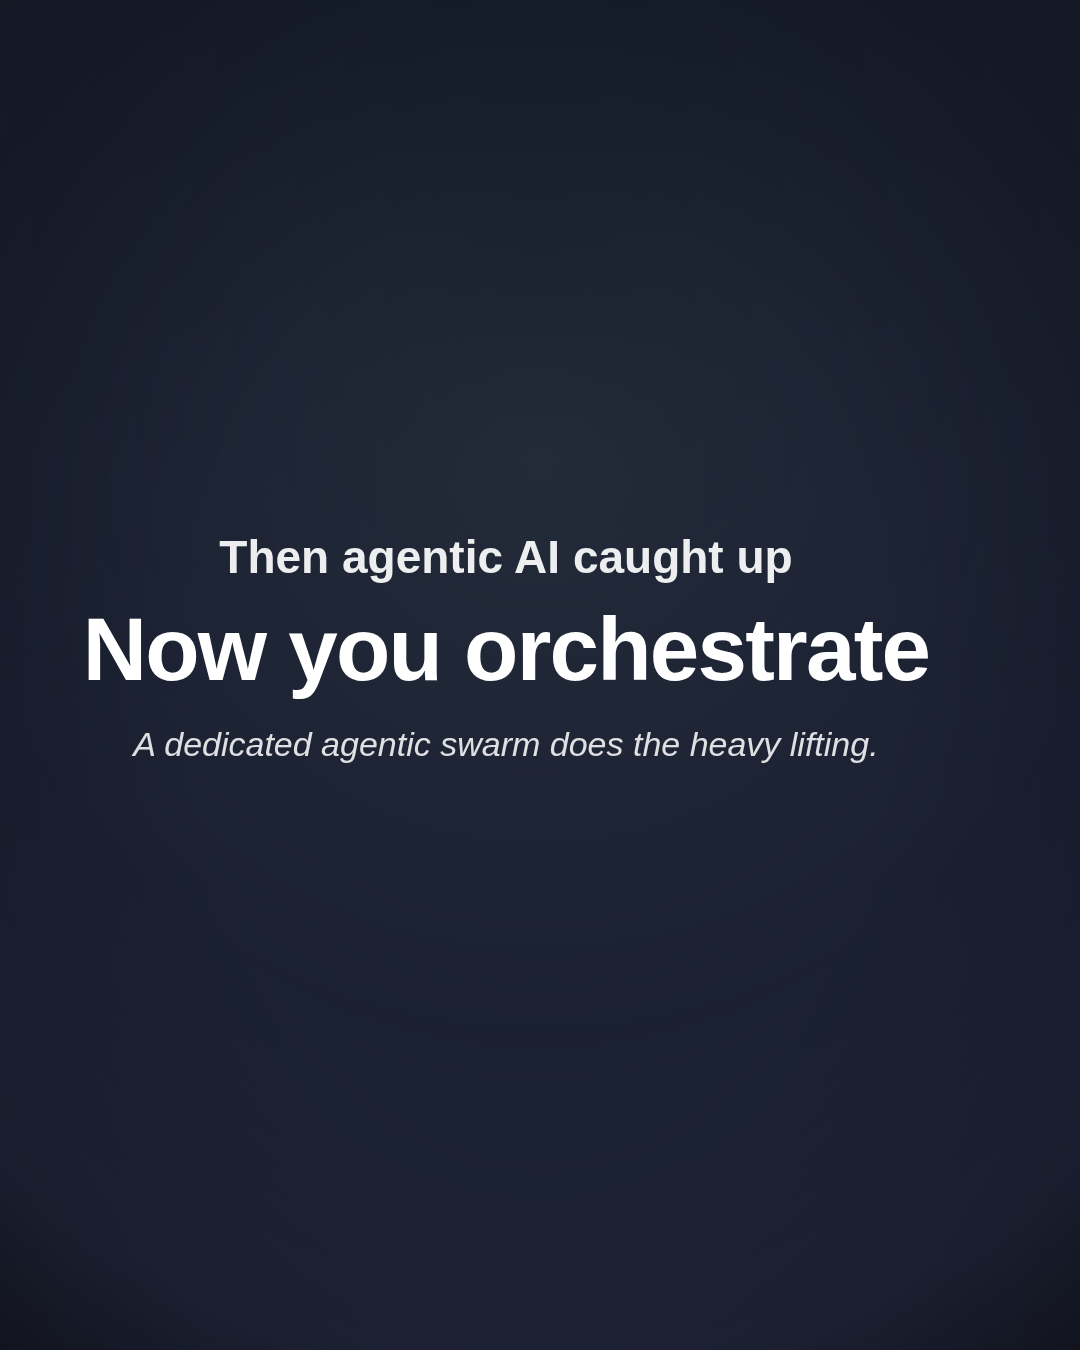 Then agentic AI caught up
Now you orchestrate
A dedicated agentic swarm does the heavy lifting.